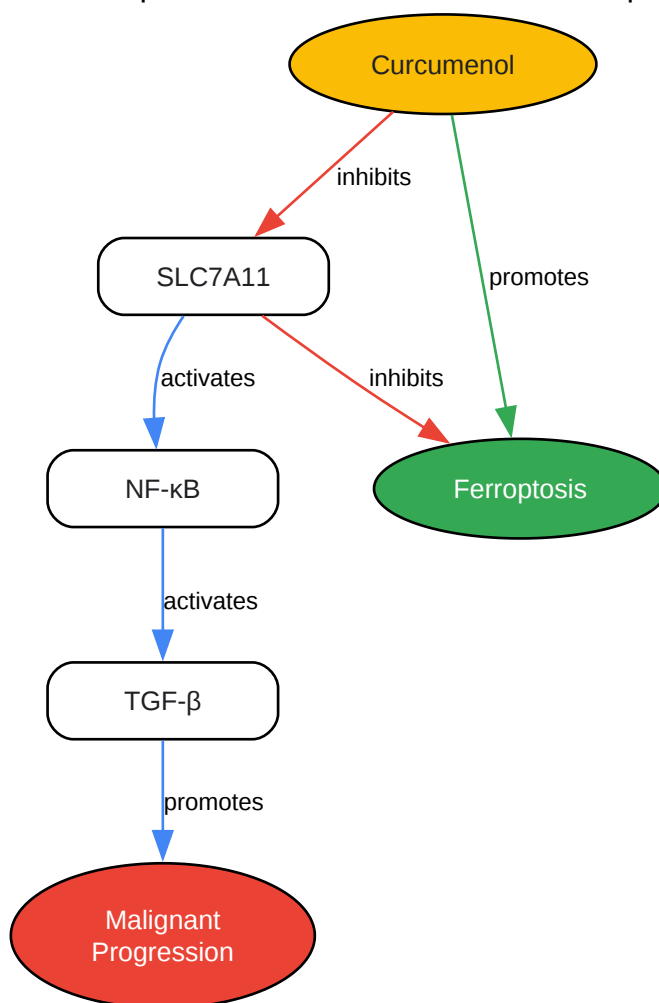 Curcumenol
inhibits
promotes
SLC7A11
activates
inhibits
NF-κB
Ferroptosis
activates
TGF-β
promotes
Malignant
Progression